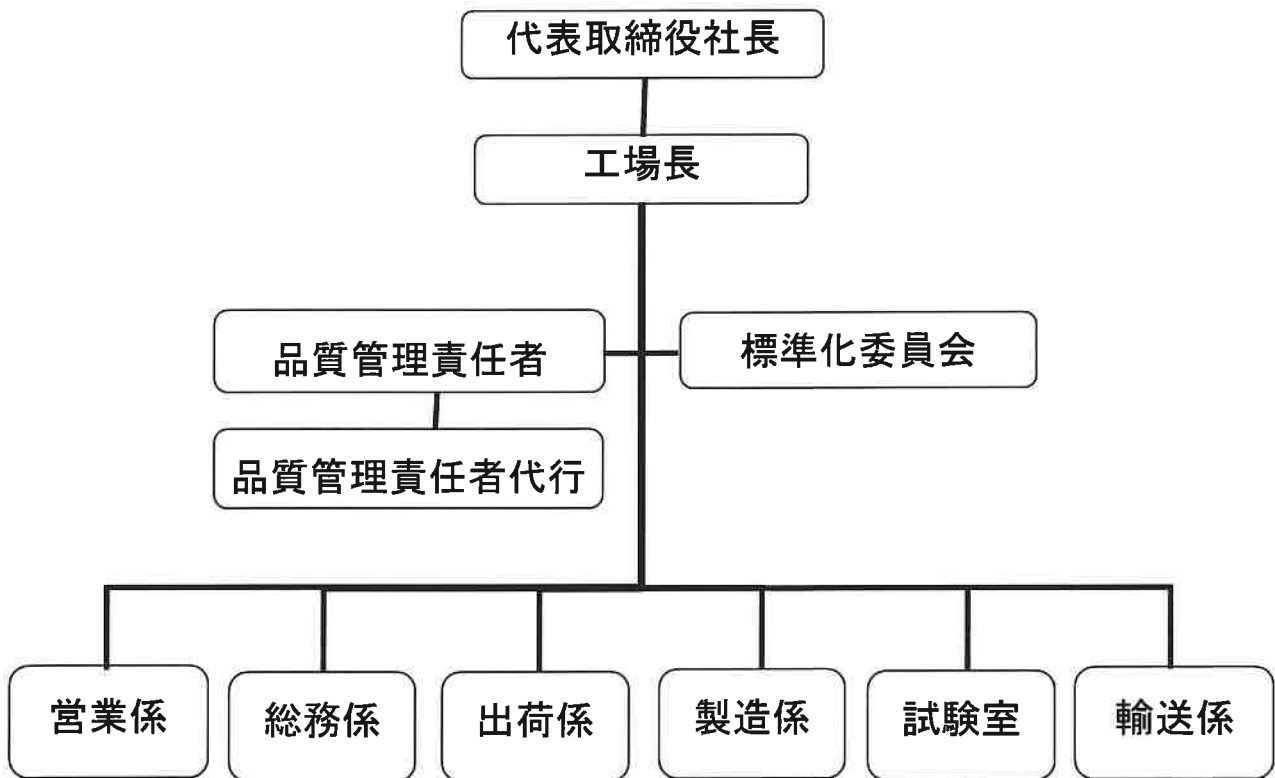 代表取締役社長
工場長
品質管理責任者
標準化委員会
品質管理責任者代行
営業係
総務係
出荷係
製造係
試験室
輸送係